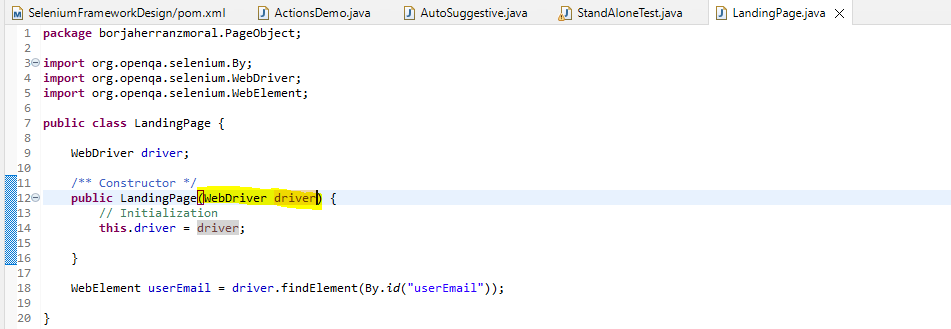 SeleniumFrameworkDesign/pom.xml ActionsDemo.java AutoSuggestive.java StandAloneTest.java LandingPage.java
1 package borjaherranzmoral.PageObject;
2
3 import org.openqa.selenium.By;
4 import org.openqa.selenium.WebDriver;
5 import org.openqa.selenium.WebElement;
6
7 public class LandingPage {
8
9 WebDriver driver;
10
11 /** Constructor */
12 public LandingPage(WebDriver driver) {
13 // Initialization
14 this.driver = driver;
15
16 }
17
18 WebElement userEmail = driver.findElement(By.id("userEmail"));
19
20 }